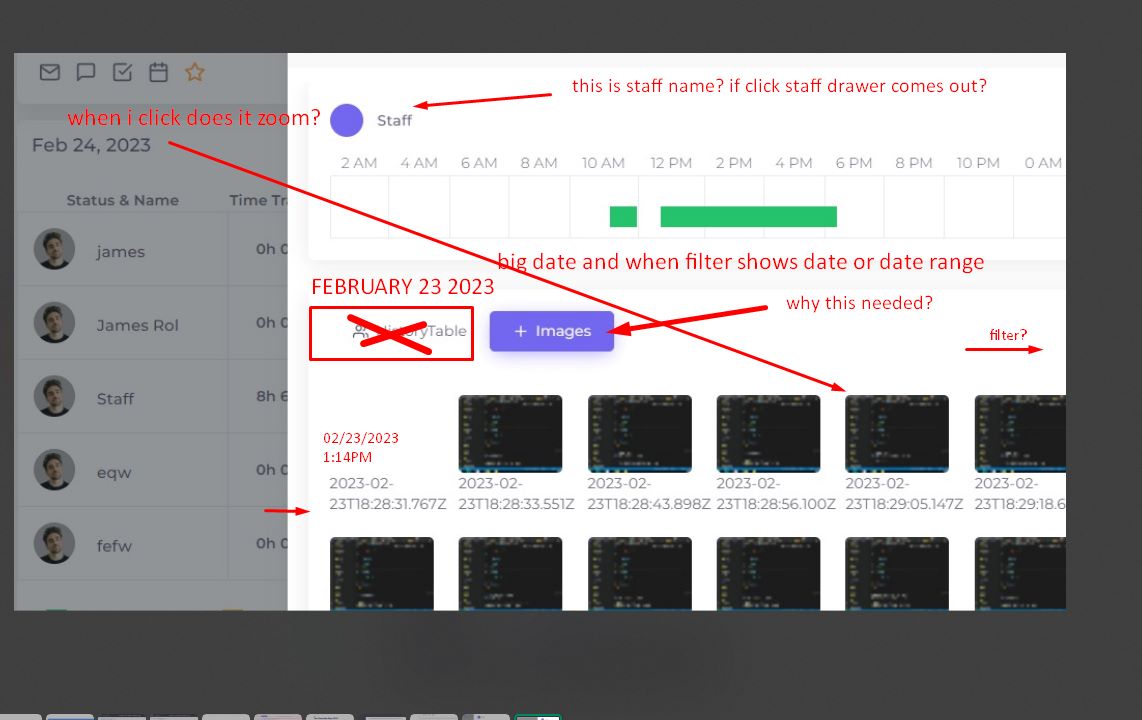 this is staff name? if click staff drawer comes out?
when i click does it zoom?
Staff
Feb 24, 2023
2 AM 4 AM 6 AM 8 AM 10 AM 12 PM 2 PM 4 PM 6 PM 8 PM 10 PM 0 AM
Status & Name Time Tr
james 0h 0
big date and when filter shows date or date range
FEBRUARY 23 2023
why this needed?
James Rol 0h 0
HistoryTable
+ Images
filter?
Staff 8h 6
02/23/2023
1:14PM
eqw 0h 0
2023-02- 2023-02- 2023-02- 2023-02- 2023-02- 2023-02-
23T18:28:31.767Z 23T18:28:33.551Z 23T18:28:43.898Z 23T18:28:56.100Z 23T18:29:05.147Z 23T18:29:18.6
fefw 0h 0